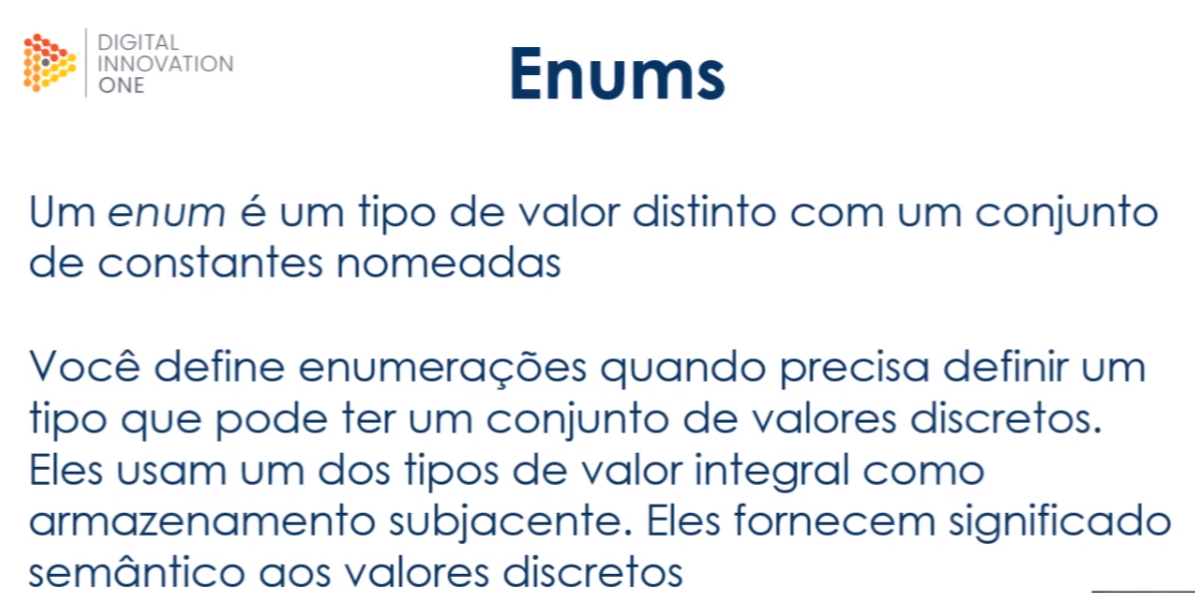 DIGITAL
INNOVATION
ONE
Enums
Um enum é um tipo de valor distinto com um conjunto
de constantes nomeadas
Você define enumerações quando precisa definir um
tipo que pode ter um conjunto de valores discretos.
Eles usam um dos tipos de valor integral como
armazenamento subjacente. Eles fornecem significado
semântico aos valores discretos